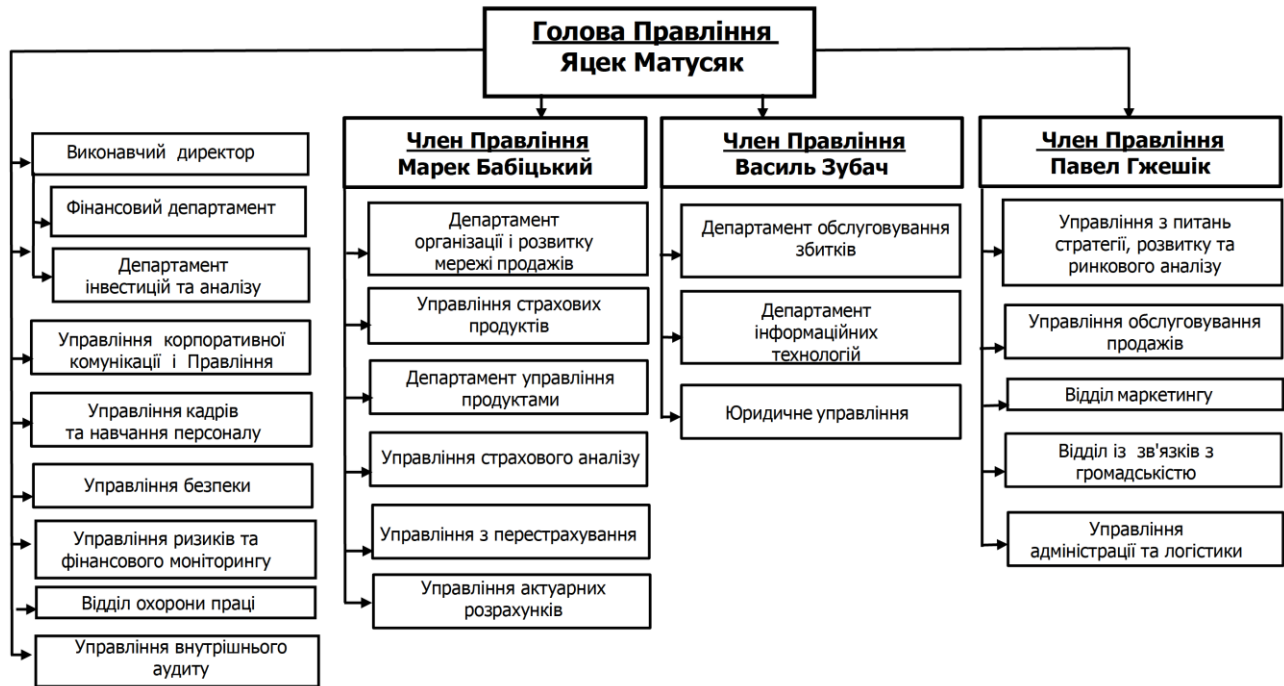 Голова Правління
Яцек Матусяк
Виконавчий директор
Фінансовий департамент
Департамент
інвестицій та аналізу
Управління корпоративної
комунікації і Правління
Управління кадрів
та навчання персоналу
Управління безпеки
Управління ризиків та
фінансового моніторингу
Відділ охорони праці
Управління внутрішнього
аудиту
Член Правління
Марек Бабіцький
Департамент
організації і розвитку
мережі продажів
Управління страхових
продуктів
Департамент управління
продуктами
Управління страхового аналізу
Управління з перестрахування
Управління актуарних
розрахунків
Член Правління
Василь Зубач
Департамент обслуговування
збитків
Департамент
інформаційних
технологій
Юридичне управління
Член Правління
Павел Гжешік
Управління з питань
стратегії, розвитку та
ринкового аналізу
Управління обслуговування
продажів
Відділ маркетингу
Відділ із зв'язків з
громадськістю
Управління
адміністрації та логістики